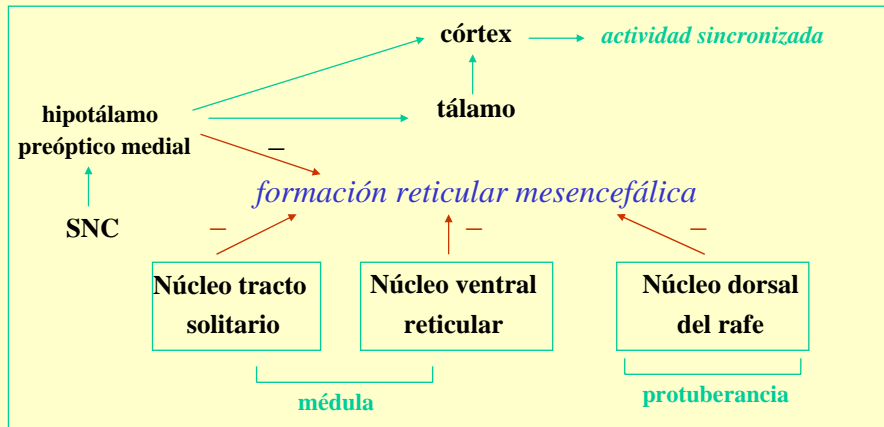 córtex
actividad sincronizada
hipotálamo
preóptico medial
tálamo
–
formación reticular mesencefálica
SNC
–
–
–
Núcleo tracto
solitario
Núcleo ventral
reticular
Núcleo dorsal
del rafe
médula
protuberancia